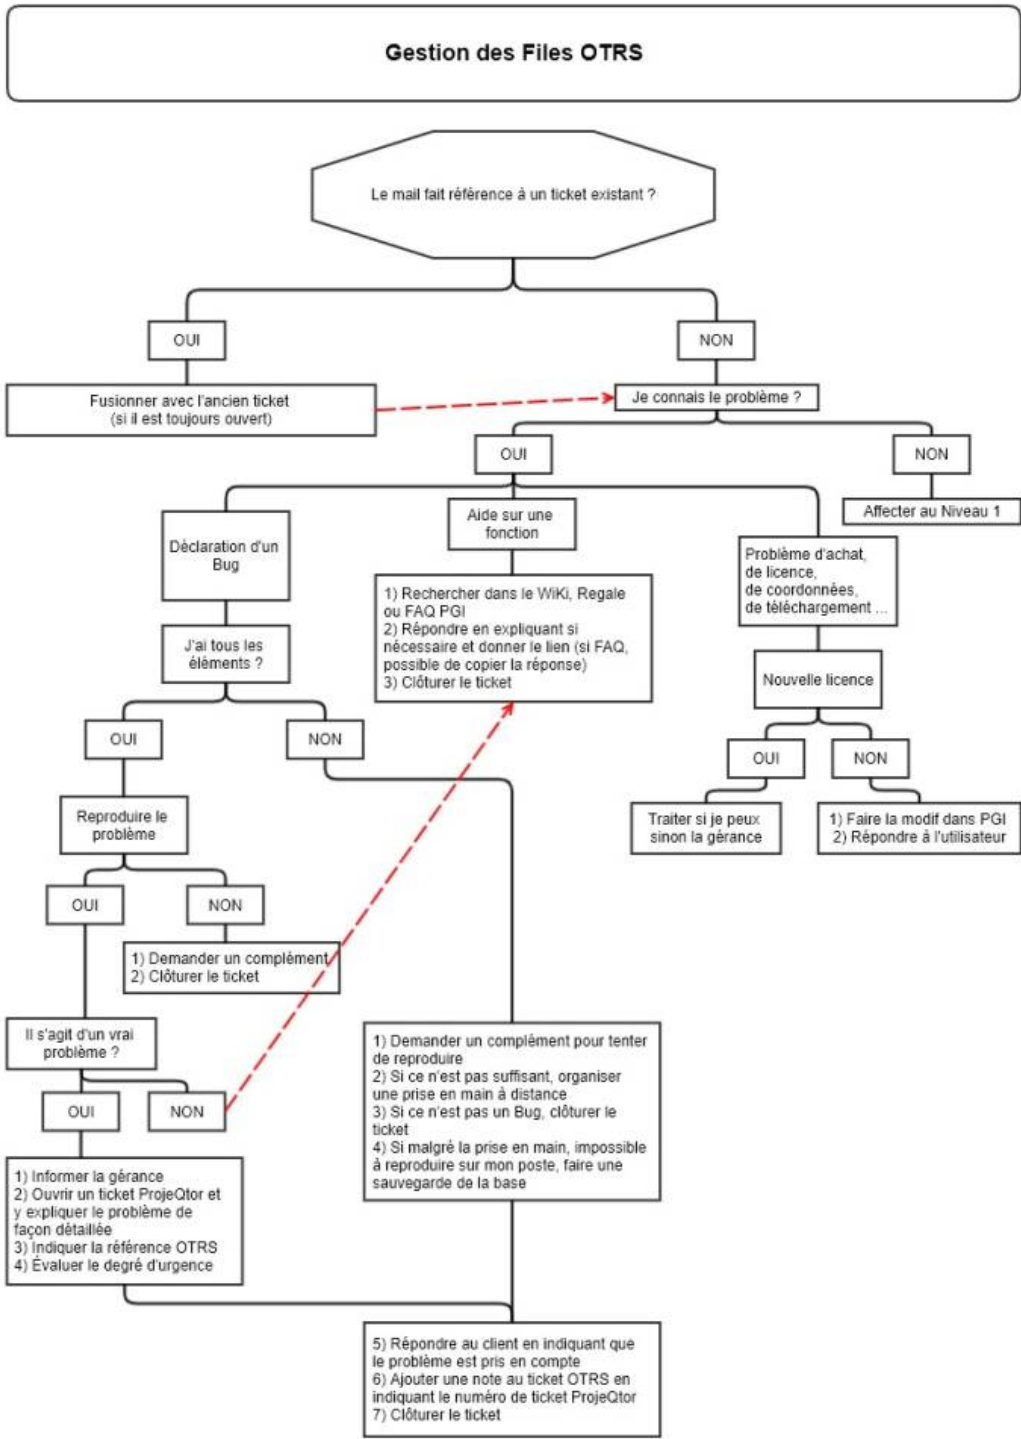 Gestion des Files OTRS
Le mail fait référence à un ticket existant ?
OUI
NON
Fusionner avec l'ancien ticket
(si il est toujours ouvert)
Je connais le problème ?
OUI
NON
Affecter au Niveau 1
Déclaration d'un
Bug
Aide sur une
fonction
Problème d'achat,
de licence,
de coordonnées,
de téléchargement ...
1) Rechercher dans le WiKi, Regale
ou FAQ PGI
2) Répondre en expliquant si
nécessaire et donner le lien (si FAQ,
possible de copier la réponse)
3) Clôturer le ticket
J'ai tous les
éléments ?
Nouvelle licence
OUI
NON
OUI
NON
Reproduire le
problème
Traiter si je peux
sinon la gérance
1) Faire la modif dans PGI
2) Répondre à l'utilisateur
OUI
NON
1) Demander un complément
2) Clôturer le ticket
Il s'agit d'un vrai
problème ?
OUI
NON
1) Demander un complément pour tenter
de reproduire
2) Si ce n'est pas suffisant, organiser
une prise en main à distance
3) Si ce n'est pas un Bug, clôturer le
ticket
4) Si malgré la prise en main, impossible
à reproduire sur mon poste, faire une
sauvegarde de la base
1) Informer la gérance
2) Ouvrir un ticket ProjeQtor et
y expliquer le problème de
façon détaillée
3) Indiquer la référence OTRS
4) Évaluer le degré d'urgence
5) Répondre au client en indiquant que
le problème est pris en compte
6) Ajouter une note au ticket OTRS en
indiquant le numéro de ticket ProjeQtor
7) Clôturer le ticket